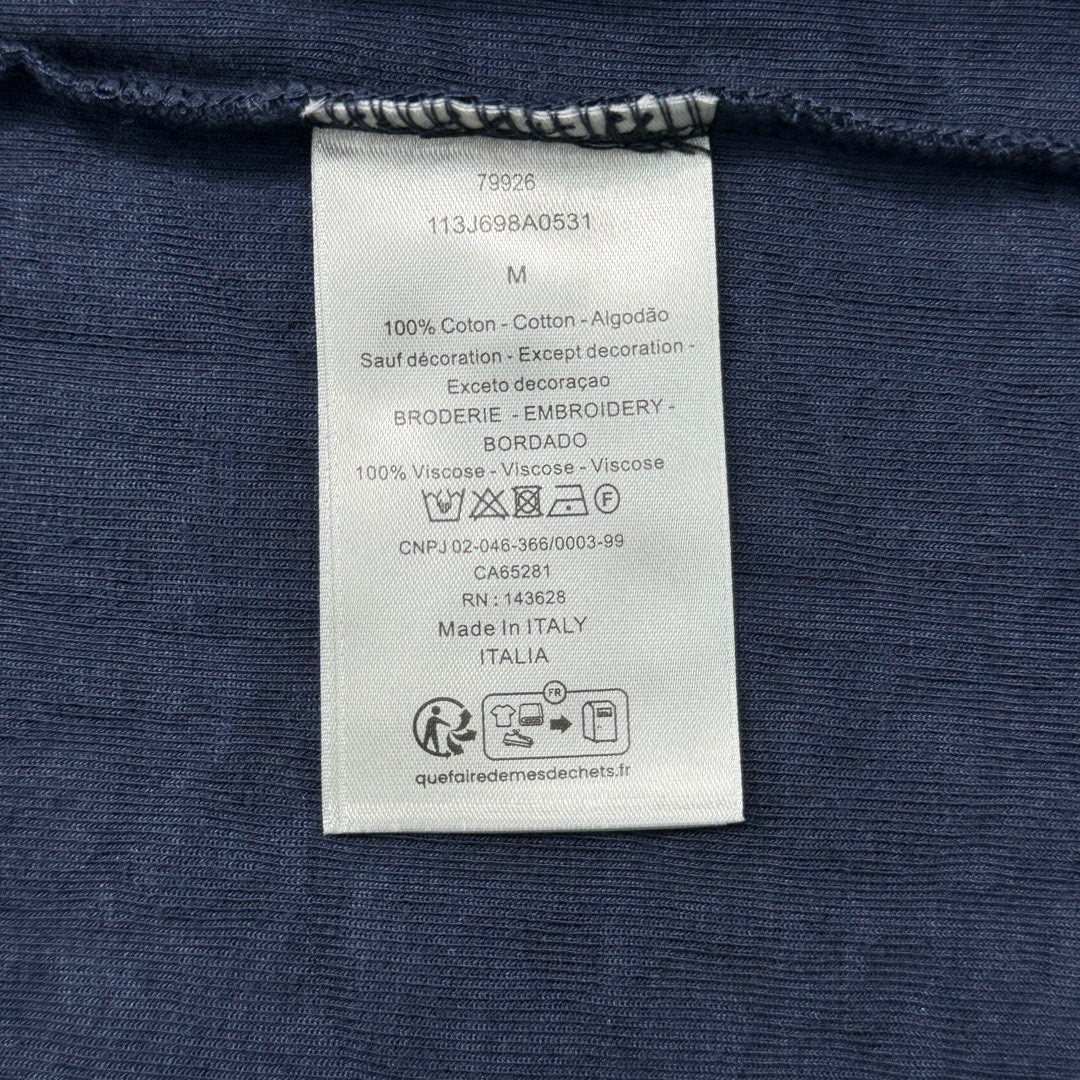 79926
113J698A0531
M
100% Coton - Cotton - Algodão
Sauf décoration - Except decoration -
Exceto decoraçao
BRODERIE - EMBROIDERY -
BORDADO
100% Viscose - Viscose - Viscose
F
CNPJ 02-046-366/0003-99
CA65281
RN : 143628
Made In ITALY
ITALIA
FR
quefairedemesdechets.fr